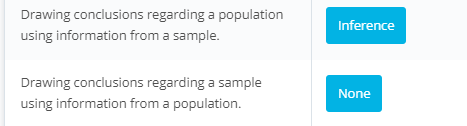 Drawing conclusions regarding a population
using information from a sample.
Inference
Drawing conclusions regarding a sample
using information from a population.
None